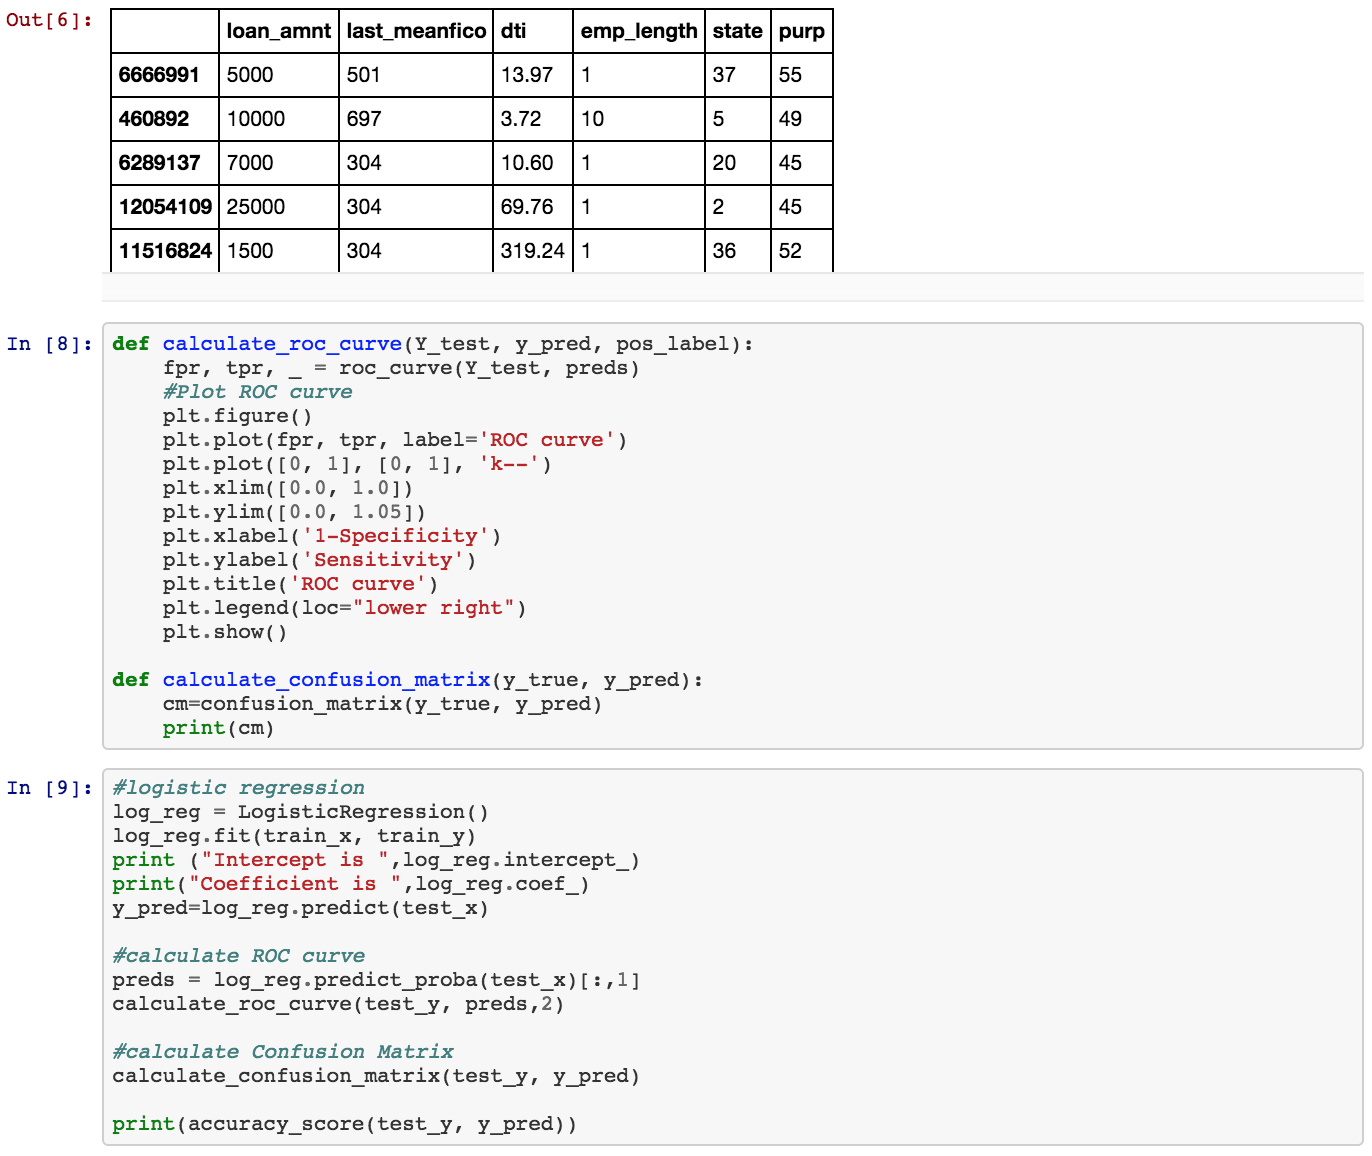 Out[6]:
loan_amnt last_meanfico dti emp_length state purp
6666991 5000 501 13.97 1 37 55
460892 10000 697 3.72 10 5 49
6289137 7000 304 10.60 1 20 45
12054109 25000 304 69.76 1 2 45
11516824 1500 304 319.24 1 36 52
In [8]: def calculate_roc_curve(Y_test, y_pred, pos_label):
    fpr, tpr, _ = roc_curve(Y_test, preds)
    #Plot ROC curve
    plt.figure()
    plt.plot(fpr, tpr, label='ROC curve')
    plt.plot([0, 1], [0, 1], 'k--')
    plt.xlim([0.0, 1.0])
    plt.ylim([0.0, 1.05])
    plt.xlabel('1-Specificity')
    plt.ylabel('Sensitivity')
    plt.title('ROC curve')
    plt.legend(loc="lower right")
    plt.show()
def calculate_confusion_matrix(y_true, y_pred):
    cm=confusion_matrix(y_true, y_pred)
    print(cm)
In [9]: #logistic regression
log_reg = LogisticRegression()
log_reg.fit(train_x, train_y)
print ("Intercept is ",log_reg.intercept_)
print("Coefficient is ",log_reg.coef_)
y_pred=log_reg.predict(test_x)
#calculate ROC curve
preds = log_reg.predict_proba(test_x)[:,1]
calculate_roc_curve(test_y, preds,2)
#calculate Confusion Matrix
calculate_confusion_matrix(test_y, y_pred)
print(accuracy_score(test_y, y_pred))